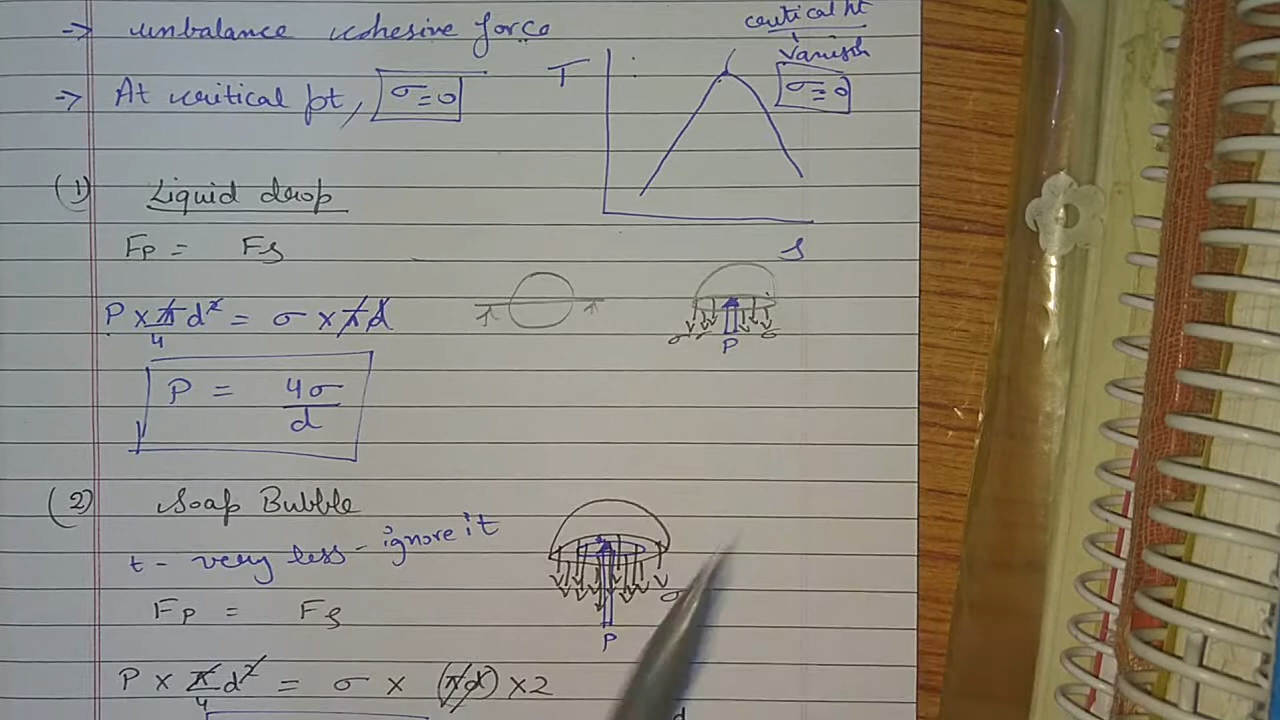 -> unbalance cohesive force
critical pt
Vanish
σ = 0
-> At critical pt, σ = 0
T
s
(1) Liquid drop
Fp = Fs
P × π/4 d² = σ × πd
σ P σ
P = 4σ/d
(2) Soap Bubble
t - very less - ignore it
σ
P
Fp = Fs
P × π/4 d² = σ × (πd) × 2
d